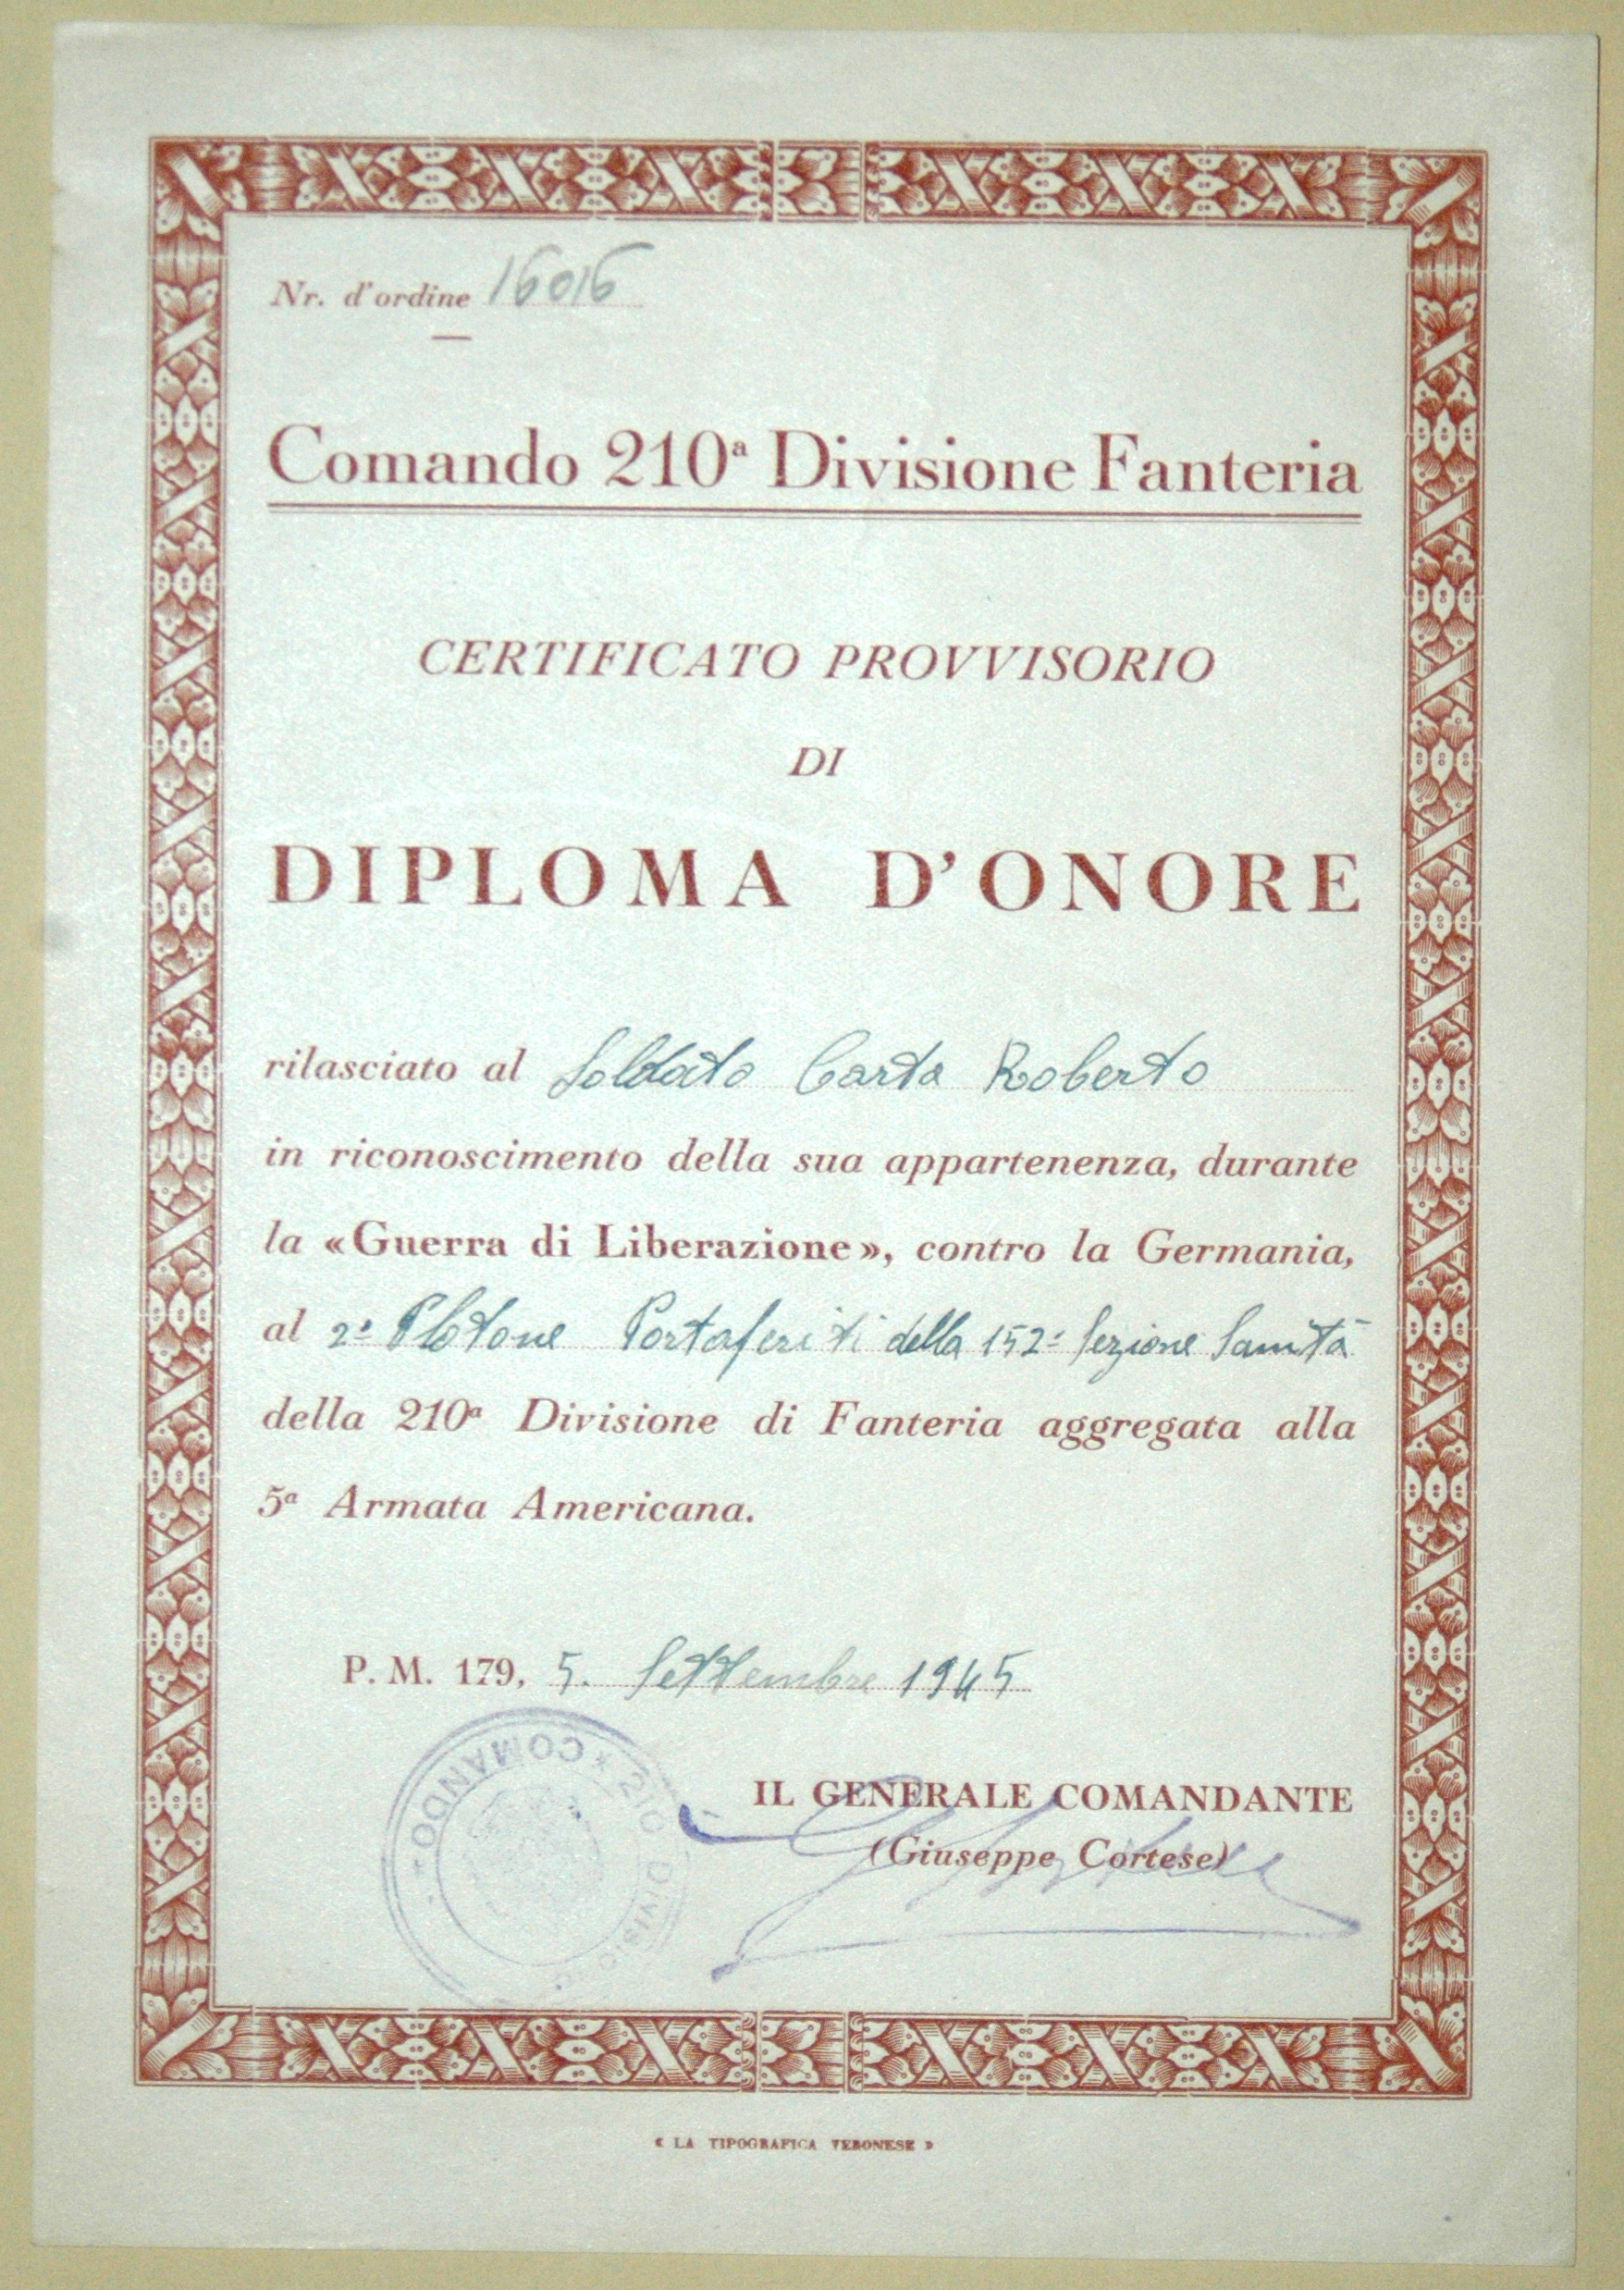 Nr. d'ordine 16016
Comando 210ª Divisione Fanteria
CERTIFICATO PROVVISORIO
DI
DIPLOMA D'ONORE
rilasciato al Soldato Carta Roberto
in riconoscimento della sua appartenenza, durante
la «Guerra di Liberazione», contro la Germania,
al 2º Plotone Portaferiti della 152ª Sezione Sanità
della 210ª Divisione di Fanteria aggregata alla
5ª Armata Americana.
P. M. 179, 5. Settembre 1945
COMANDO * 210 DIVISIO
IL GENERALE COMANDANTE
(Giuseppe Cortese)
« LA TIPOGRAFICA VERONESE »